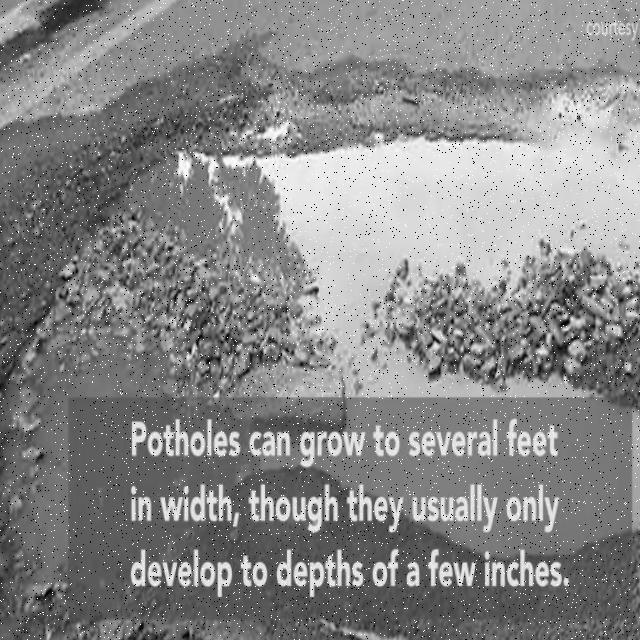 courtesy
Potholes can grow to several feet
in width, though they usually only
develop to depths of a few inches.